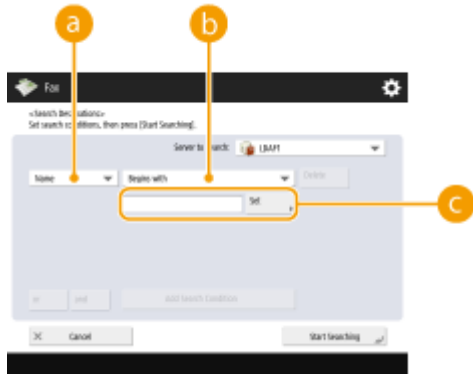 a
b
Fax
<Search Destinations>
Set search conditions, then press [Start Searching].
Server to Search:
LDAP1
Name
Begins with
Delete
Set
c
or
and
Add Search Condition
Cancel
Start Searching